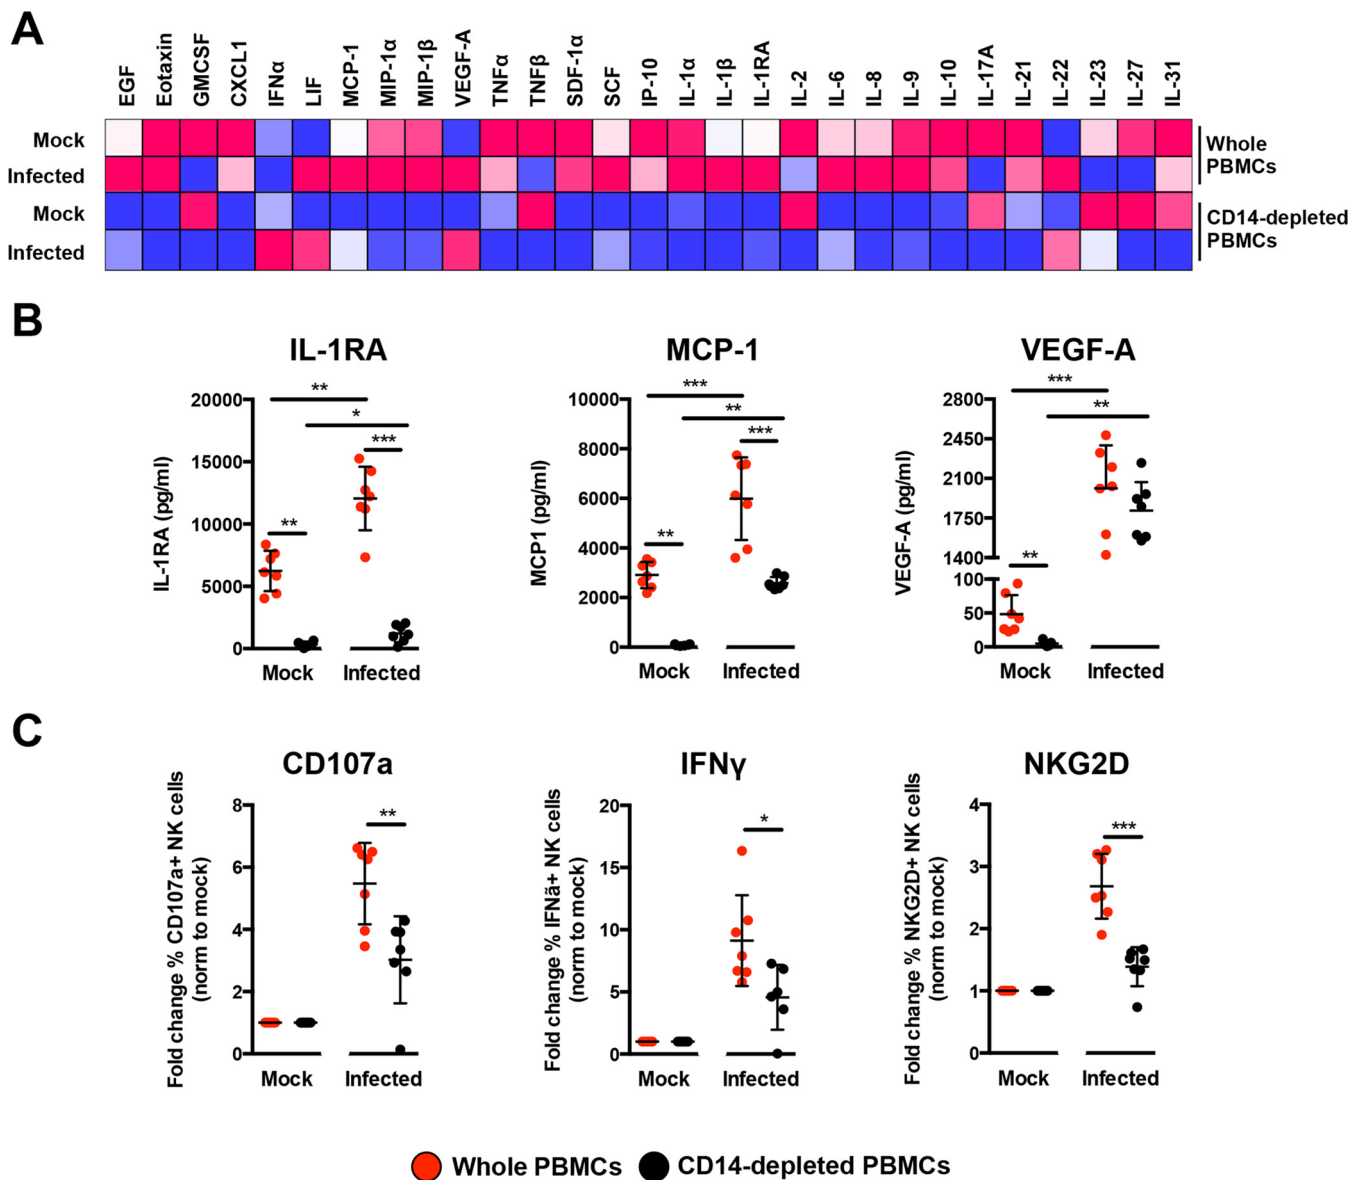 A
EGF Eotaxin GMCSF CXCL1 IFNα LIF MCP-1 MIP-1α MIP-1β VEGF-A TNFα TNFβ SDF-1α SCF IP-10 IL-1α IL-1β IL-1RA IL-2 IL-6 IL-8 IL-9 IL-10 IL-17A IL-21 IL-22 IL-23 IL-27 IL-31
Mock
Infected
Whole
PBMCs
Mock
Infected
CD14-depleted
PBMCs
B
IL-1RA
IL-1RA (pg/ml)
20000
15000
10000
5000
0
**
*
***
**
Mock Infected
MCP-1
MCP1 (pg/ml)
10000
8000
6000
4000
2000
0
***
**
***
**
Mock Infected
VEGF-A
VEGF-A (pg/ml)
2800
2450
2100
1750
1400
100
50
0
***
**
**
Mock Infected
C
CD107a
Fold change % CD107a+ NK cells
(norm to mock)
8
6
4
2
0
**
Mock Infected
IFNγ
Fold change % IFNã+ NK cells
(norm to mock)
20
15
10
5
0
*
Mock Infected
NKG2D
Fold change % NKG2D+ NK cells
(norm to mock)
4
3
2
1
0
***
Mock Infected
Whole PBMCs CD14-depleted PBMCs